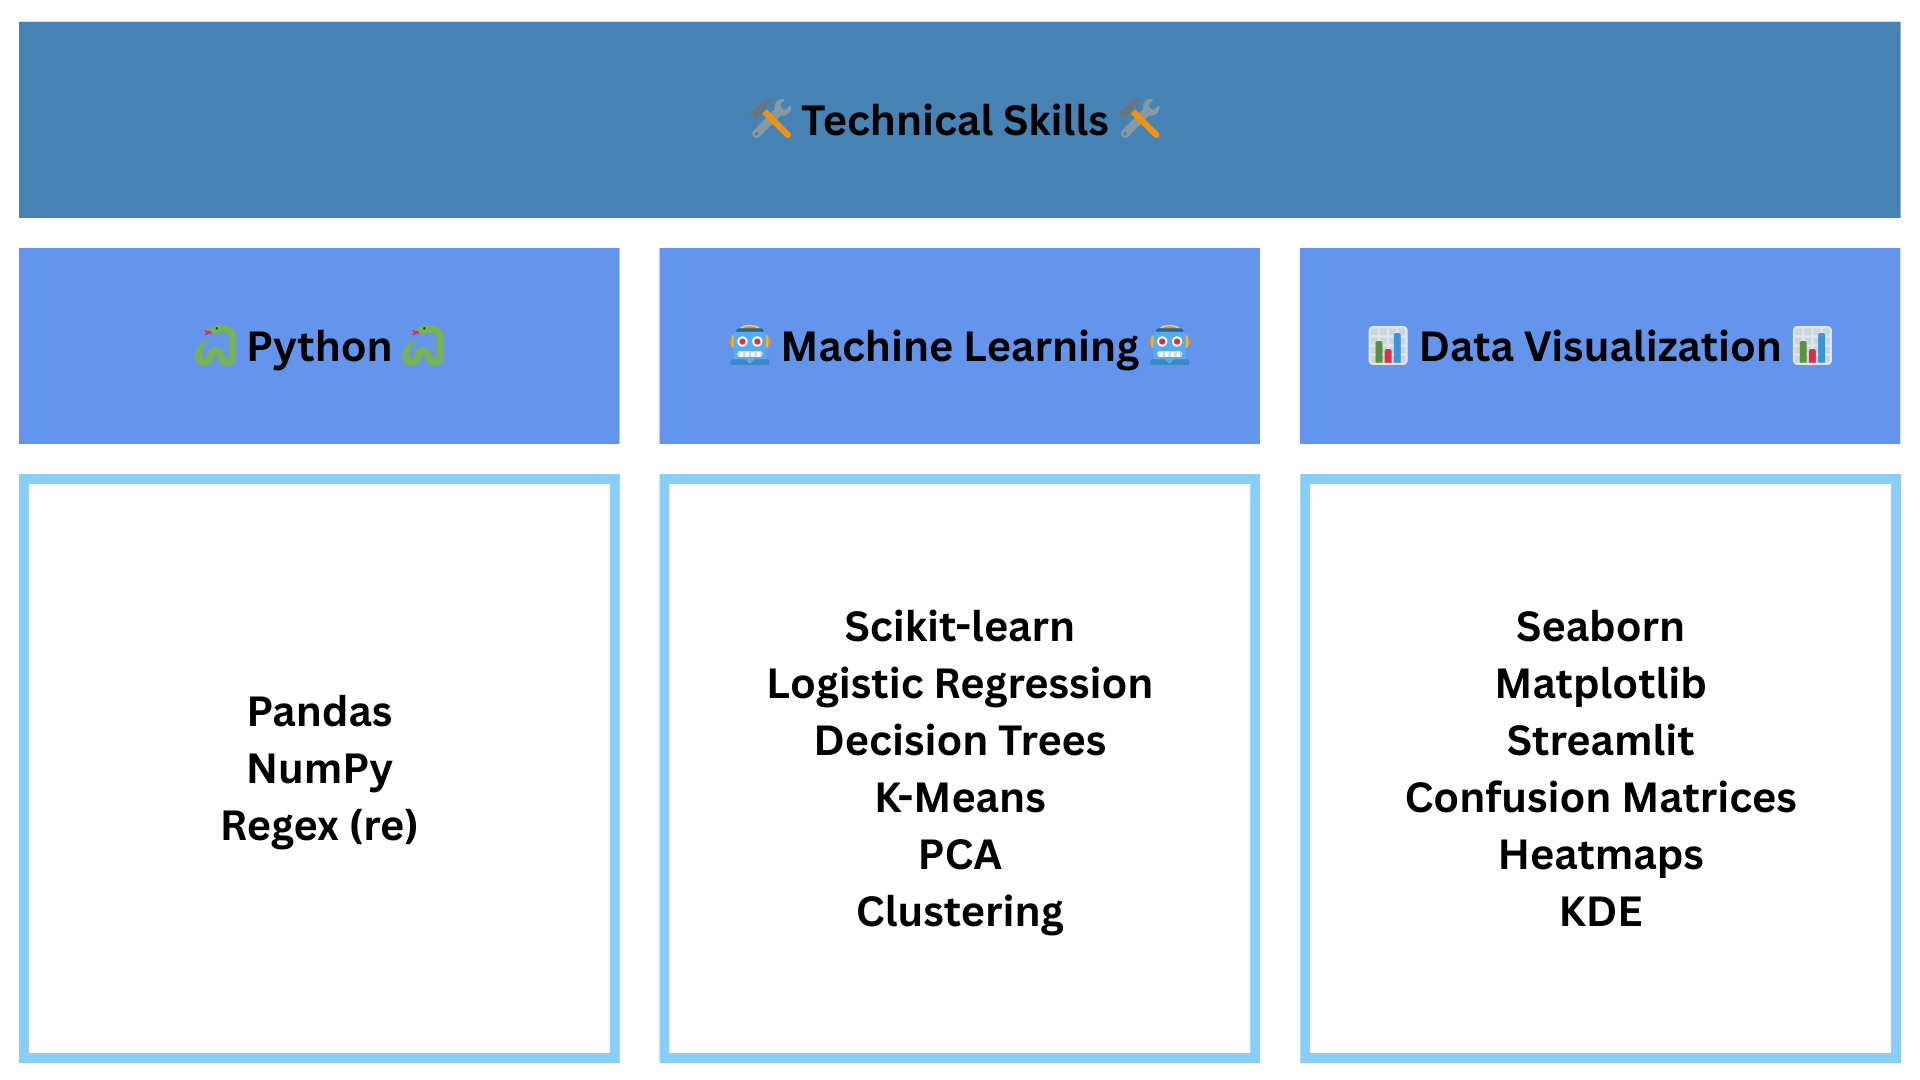 🛠️ Technical Skills 🛠️
🐍 Python 🐍
🤖 Machine Learning 🤖
📊 Data Visualization 📊
Pandas
NumPy
Regex (re)
Scikit-learn
Logistic Regression
Decision Trees
K-Means
PCA
Clustering
Seaborn
Matplotlib
Streamlit
Confusion Matrices
Heatmaps
KDE